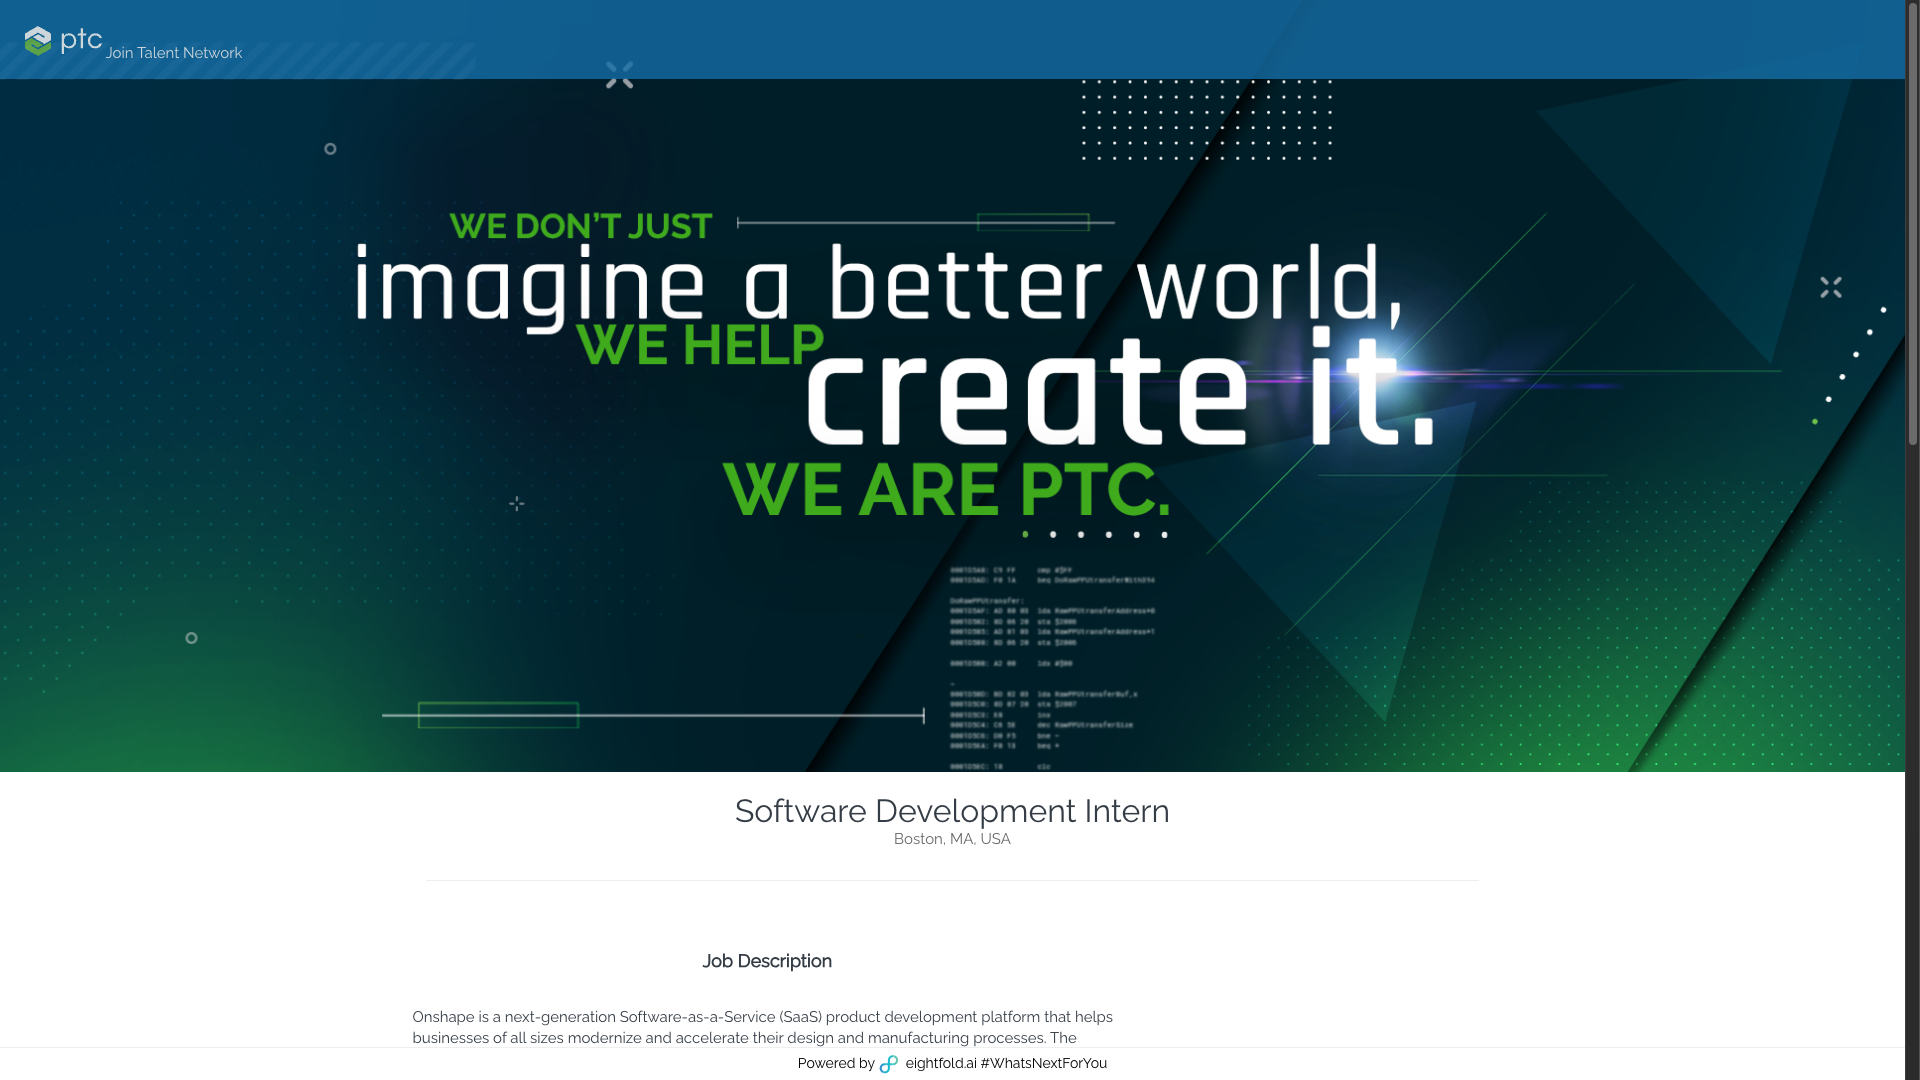 ptc
Join Talent Network
WE DON'T JUST
imagine a better world,
WE HELP
create it.
WE ARE PTC.
Software Development Intern
Boston, MA, USA
Job Description
Onshape is a next-generation Software-as-a-Service (SaaS) product development platform that helps
businesses of all sizes modernize and accelerate their design and manufacturing processes. The
Powered by eightfold.ai #WhatsNextForYou